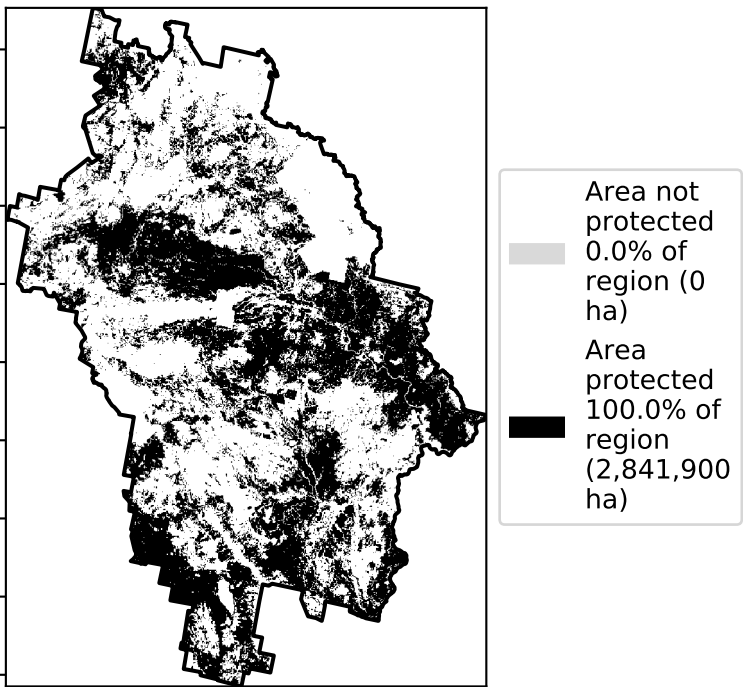 Area not
protected
0.0% of
region (0
ha)
Area
protected
100.0% of
region
(2,841,900
ha)